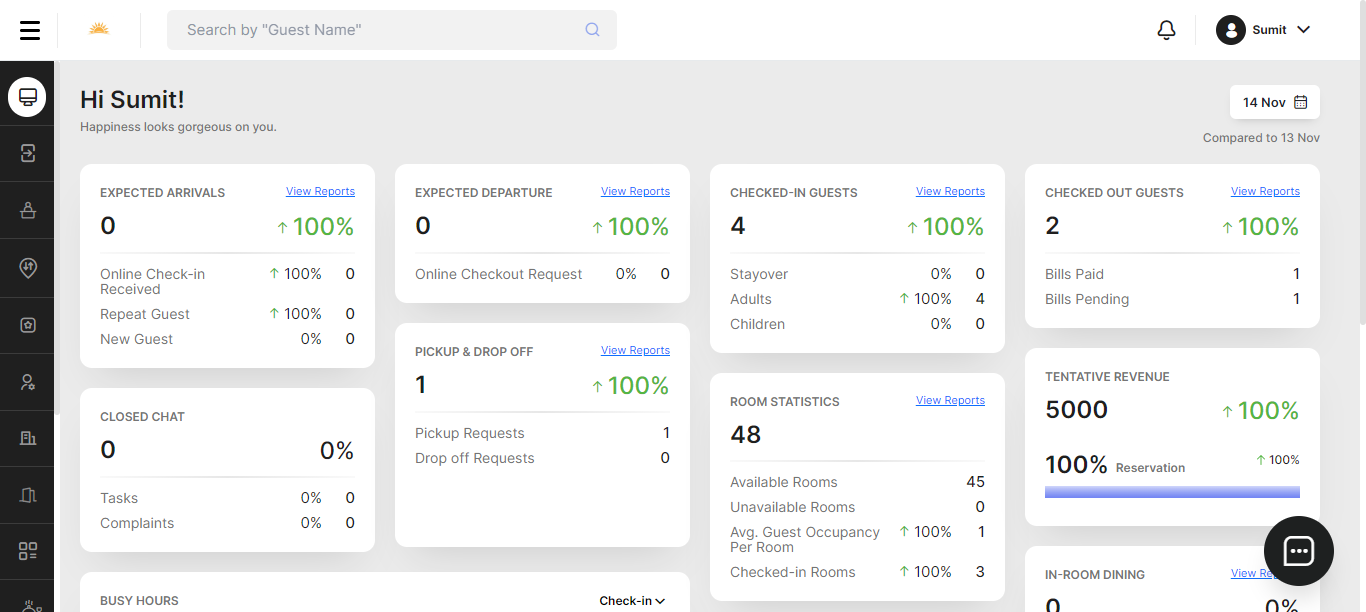 Search by "Guest Name"
Sumit
Hi Sumit!
Happiness looks gorgeous on you.
14 Nov
Compared to 13 Nov
EXPECTED ARRIVALS View Reports
0 ↑ 100%
Online Check-in ↑ 100% 0
Received
Repeat Guest ↑ 100% 0
New Guest 0% 0
CLOSED CHAT
0 0%
Tasks 0% 0
Complaints 0% 0
EXPECTED DEPARTURE View Reports
0 ↑ 100%
Online Checkout Request 0% 0
PICKUP & DROP OFF View Reports
1 ↑ 100%
Pickup Requests 1
Drop off Requests 0
BUSY HOURS Check-in
CHECKED-IN GUESTS View Reports
4 ↑ 100%
Stayover 0% 0
Adults ↑ 100% 4
Children 0% 0
ROOM STATISTICS View Reports
48
Available Rooms 45
Unavailable Rooms 0
Avg. Guest Occupancy ↑ 100% 1
Per Room
Checked-in Rooms ↑ 100% 3
CHECKED OUT GUESTS View Reports
2 ↑ 100%
Bills Paid 1
Bills Pending 1
TENTATIVE REVENUE
5000 ↑ 100%
100% Reservation ↑ 100%
IN-ROOM DINING View
0 0%